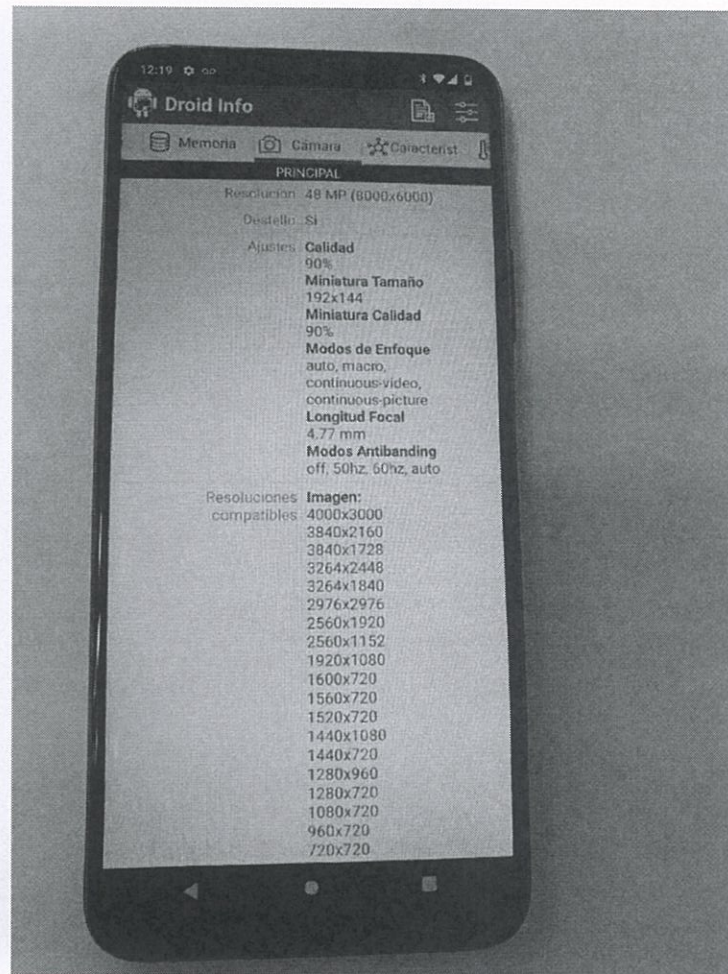 12:19
Droid Info
Memoria Cámara Característ
PRINCIPAL
Resolución 48 MP (8000x6000)
Destello Si
Ajustes Calidad
90%
Miniatura Tamaño
192x144
Miniatura Calidad
90%
Modos de Enfoque
auto, macro,
continuous-video,
continuous-picture
Longitud Focal
4.77 mm
Modos Antibanding
off, 50hz, 60hz, auto
Resoluciones Imagen:
compatibles 4000x3000
3840x2160
3840x1728
3264x2448
3264x1840
2976x2976
2560x1920
2560x1152
1920x1080
1600x720
1560x720
1520x720
1440x1080
1440x720
1280x960
1280x720
1080x720
960x720
720x720